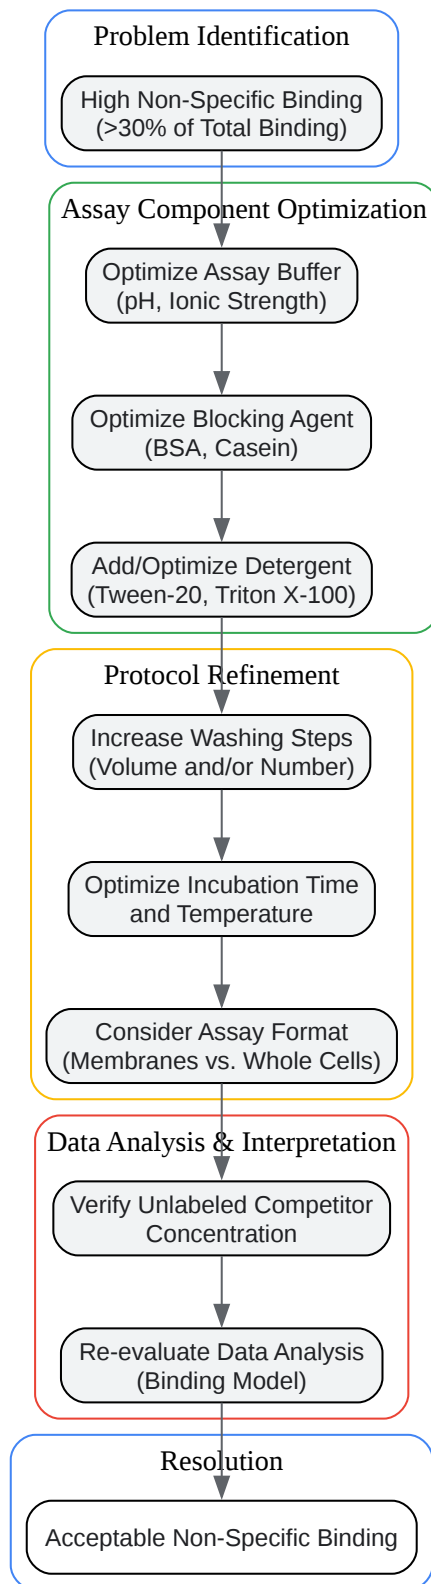 Problem Identification
High Non-Specific Binding
(>30% of Total Binding)
Assay Component Optimization
Optimize Assay Buffer
(pH, Ionic Strength)
Optimize Blocking Agent
(BSA, Casein)
Add/Optimize Detergent
(Tween-20, Triton X-100)
Protocol Refinement
Increase Washing Steps
(Volume and/or Number)
Optimize Incubation Time
and Temperature
Consider Assay Format
(Membranes vs. Whole Cells)
Data Analysis & Interpretation
Verify Unlabeled Competitor
Concentration
Re-evaluate Data Analysis
(Binding Model)
Resolution
Acceptable Non-Specific Binding